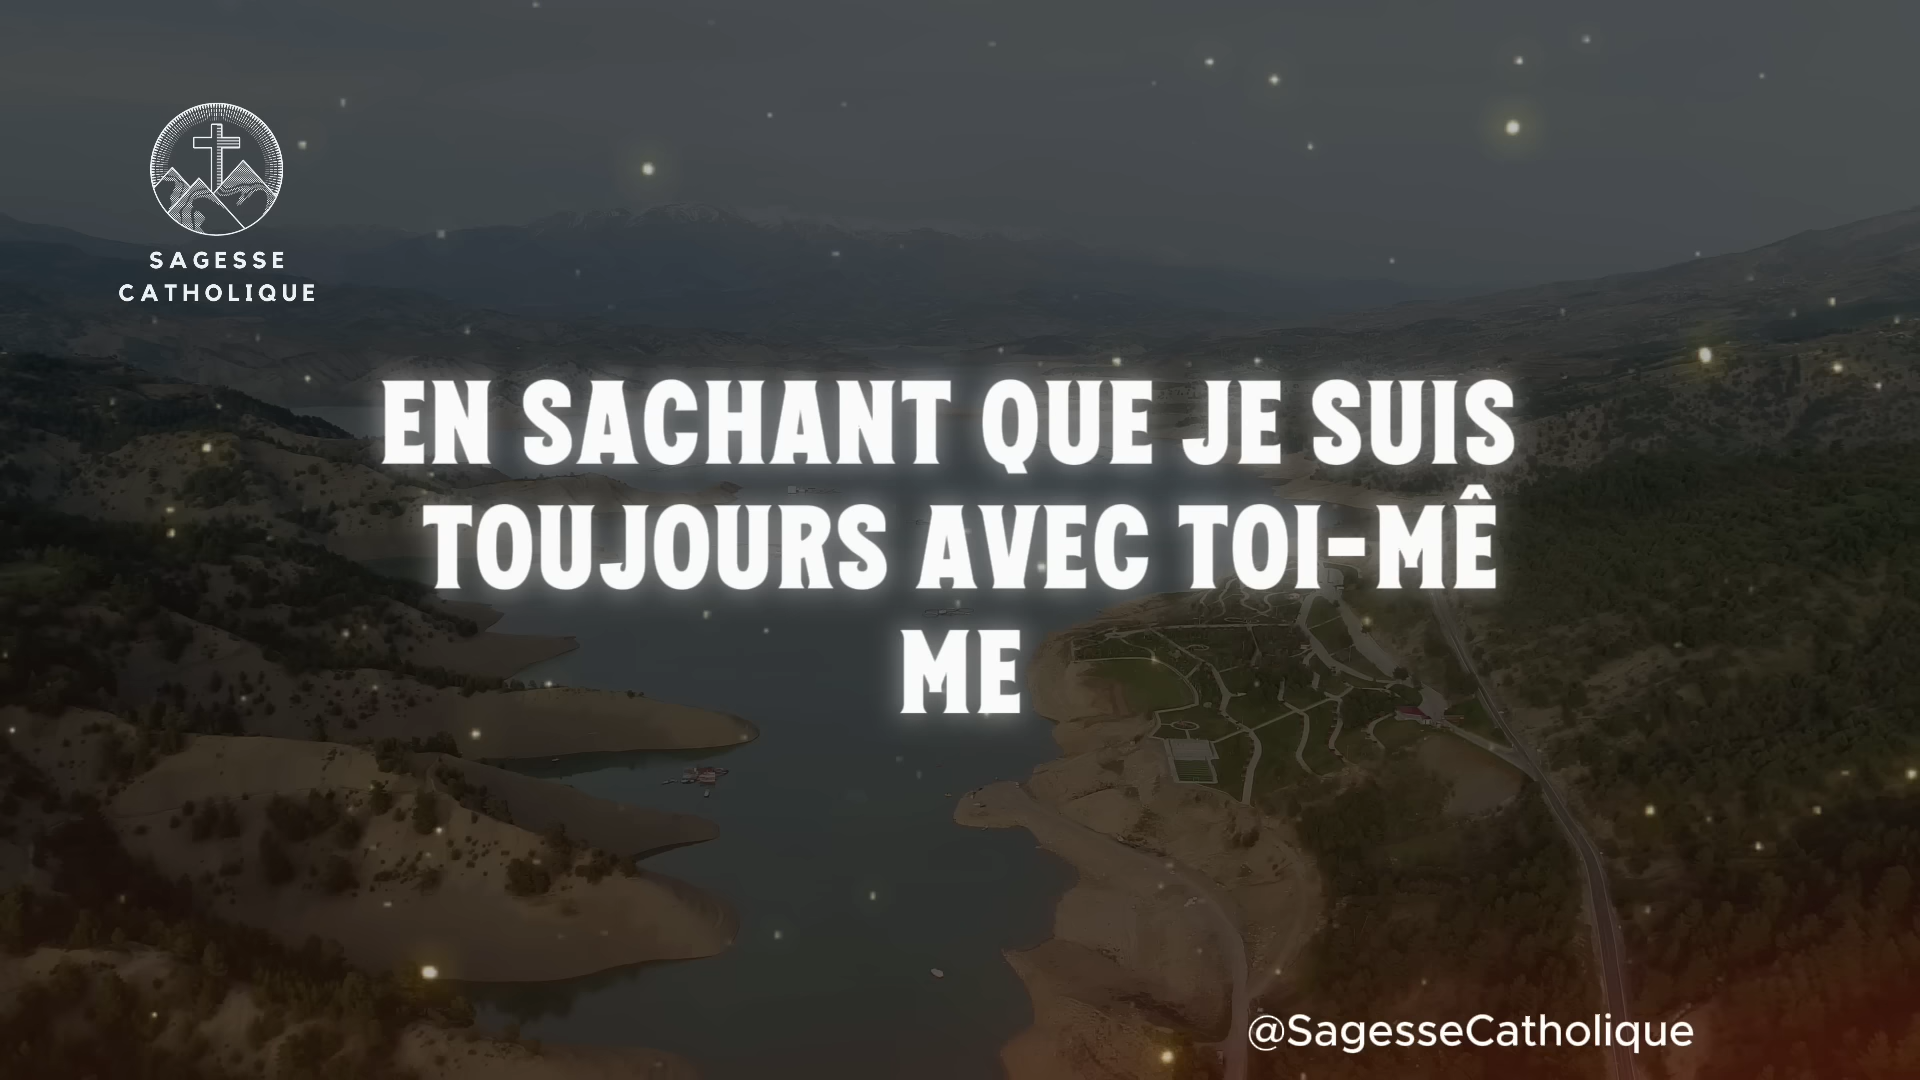 SAGESSE
CATHOLIQUE
EN SACHANT QUE JE SUIS
TOUJOURS AVEC TOI-MÊ
ME
@SagesseCatholique